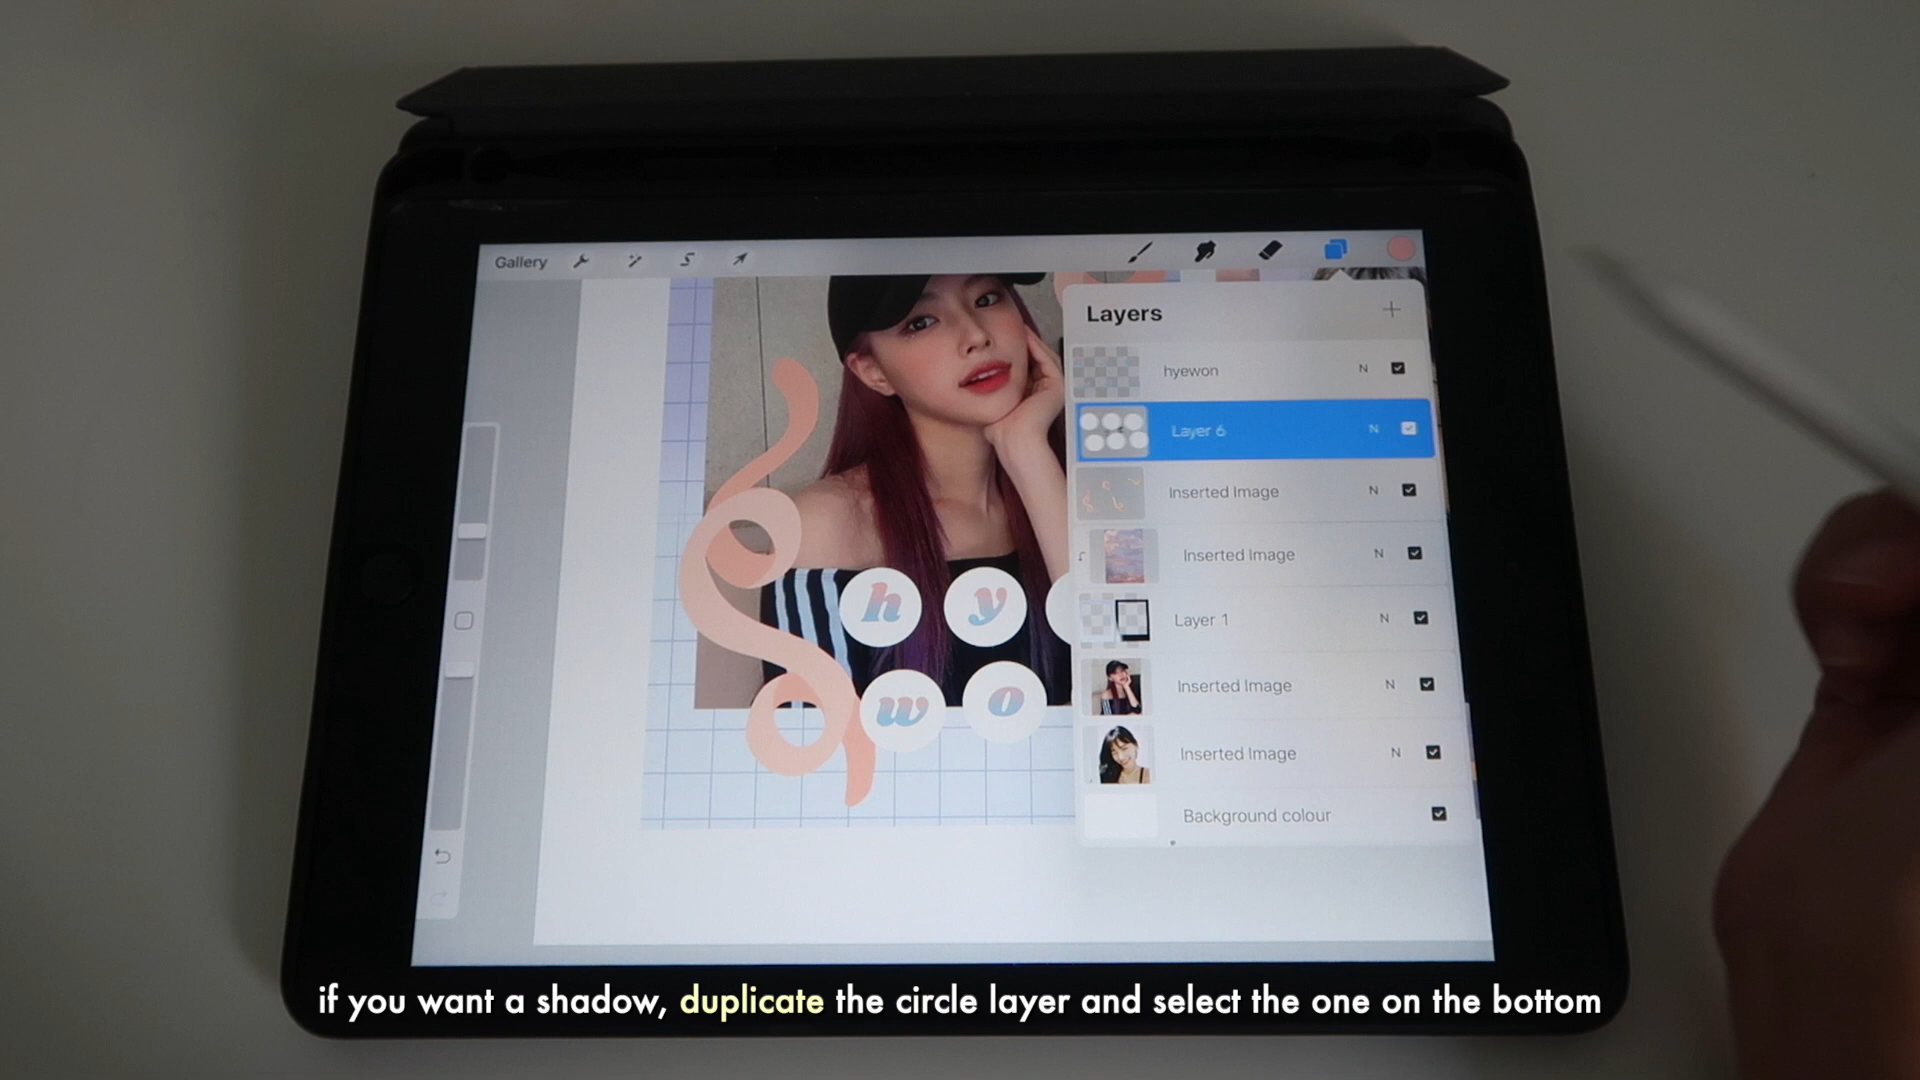 Gallery
Layers
hyewon N
Layer 6 N
Inserted Image N
Inserted Image N
Layer 1 N
Inserted Image N
Inserted Image N
Background colour
h y
w o
if you want a shadow, duplicate the circle layer and select the one on the bottom